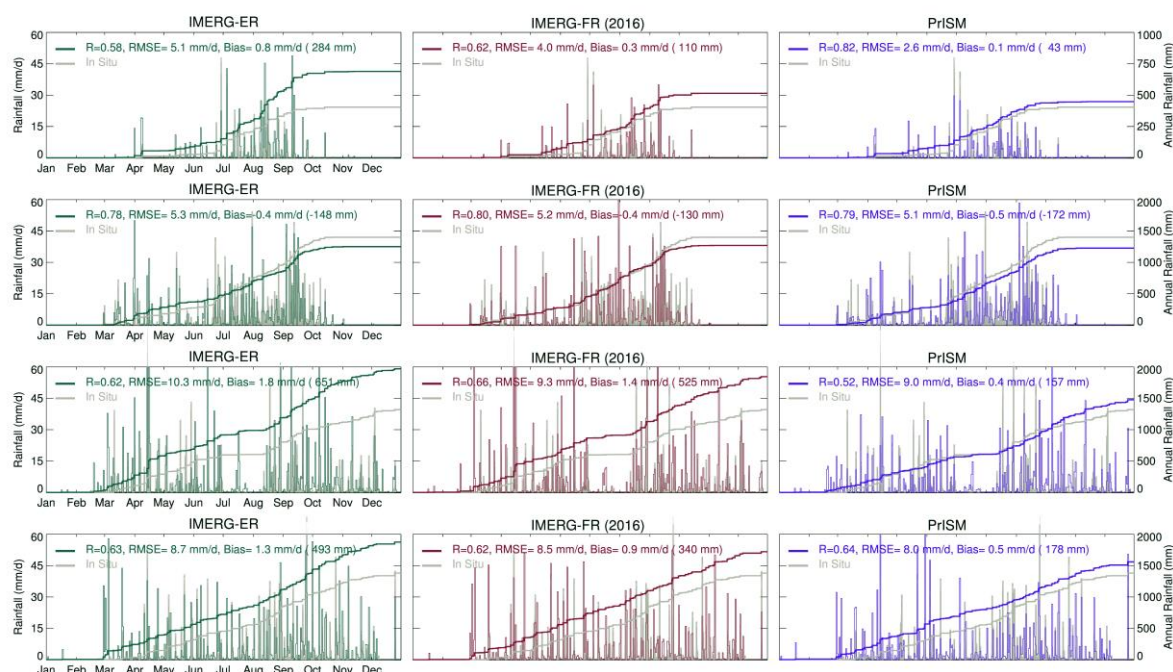 IMERG-ER IMERG-FR (2016) PrISM
60 1000
R=0.58, RMSE= 5.1 mm/d, Bias= 0.8 mm/d ( 284 mm) R=0.62, RMSE= 4.0 mm/d, Bias= 0.3 mm/d ( 110 mm) R=0.82, RMSE= 2.6 mm/d, Bias= 0.1 mm/d ( 43 mm)
In Situ In Situ In Situ
45 750
30 500
15 250
0 0
Rainfall (mm/d) Annual Rainfall (mm)
Jan Feb Mar Apr May Jun Jul Aug Sep Oct Nov Dec
IMERG-ER IMERG-FR (2016) PrISM
60 2000
R=0.78, RMSE= 5.3 mm/d, Bias=-0.4 mm/d (-148 mm) R=0.80, RMSE= 5.2 mm/d, Bias=-0.4 mm/d (-130 mm) R=0.79, RMSE= 5.1 mm/d, Bias=-0.5 mm/d (-172 mm)
In Situ In Situ In Situ
45 1500
30 1000
15 500
0 0
Rainfall (mm/d) Annual Rainfall (mm)
Jan Feb Mar Apr May Jun Jul Aug Sep Oct Nov Dec
IMERG-ER IMERG-FR (2016) PrISM
60 2000
R=0.62, RMSE=10.3 mm/d, Bias= 1.8 mm/d ( 651 mm) R=0.66, RMSE= 9.3 mm/d, Bias= 1.4 mm/d ( 525 mm) R=0.52, RMSE= 9.0 mm/d, Bias= 0.4 mm/d ( 157 mm)
In Situ In Situ In Situ
45 1500
30 1000
15 500
0 0
Rainfall (mm/d) Annual Rainfall (mm)
Jan Feb Mar Apr May Jun Jul Aug Sep Oct Nov Dec
IMERG-ER IMERG-FR (2016) PrISM
60 2000
R=0.63, RMSE= 8.7 mm/d, Bias= 1.3 mm/d ( 493 mm) R=0.62, RMSE= 8.5 mm/d, Bias= 0.9 mm/d ( 340 mm) R=0.64, RMSE= 8.0 mm/d, Bias= 0.5 mm/d ( 178 mm)
In Situ In Situ In Situ
45 1500
30 1000
15 500
0 0
Rainfall (mm/d) Annual Rainfall (mm)
Jan Feb Mar Apr May Jun Jul Aug Sep Oct Nov Dec